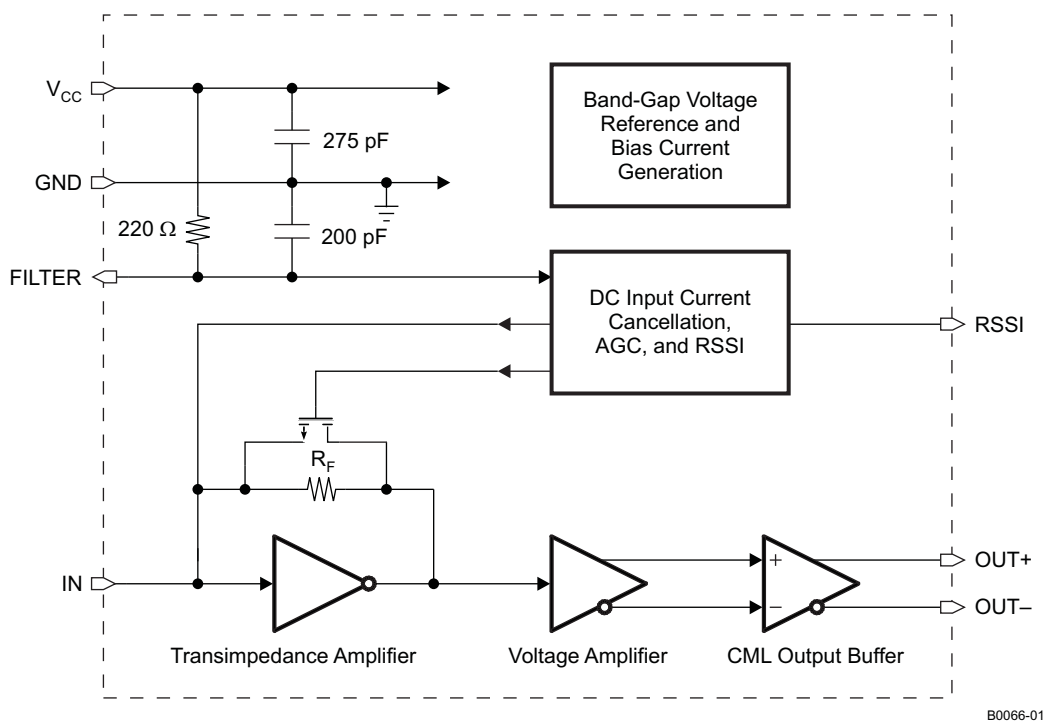 V_CC
Band-Gap Voltage
Reference and
Bias Current
Generation
275 pF
GND
220 Ω
200 pF
FILTER
DC Input Current
Cancellation,
AGC, and RSSI
RSSI
R_F
IN
+
−
OUT+
OUT–
Transimpedance Amplifier
Voltage Amplifier
CML Output Buffer
B0066-01